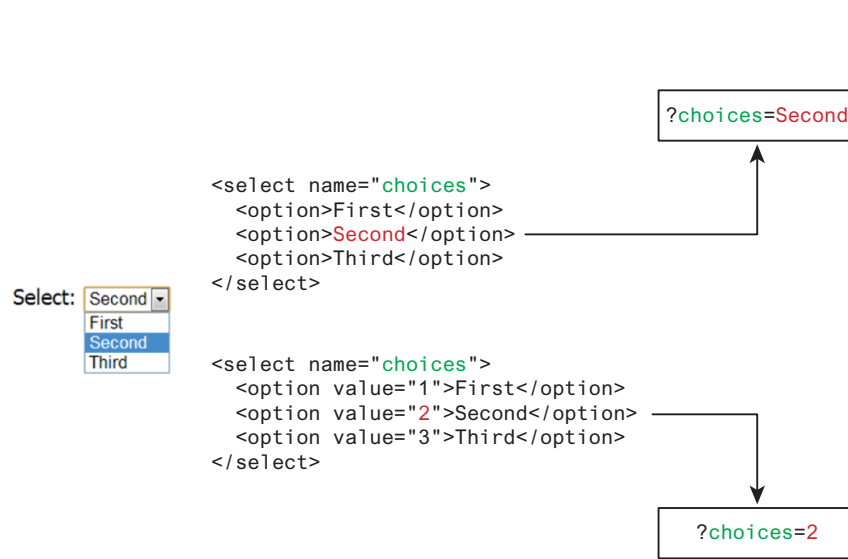 ?choices=Second
<select name="choices">
<option>First</option>
<option>Second</option>
<option>Third</option>
</select>
Select: Second
First
Second
Third
<select name="choices">
<option value="1">First</option>
<option value="2">Second</option>
<option value="3">Third</option>
</select>
?choices=2